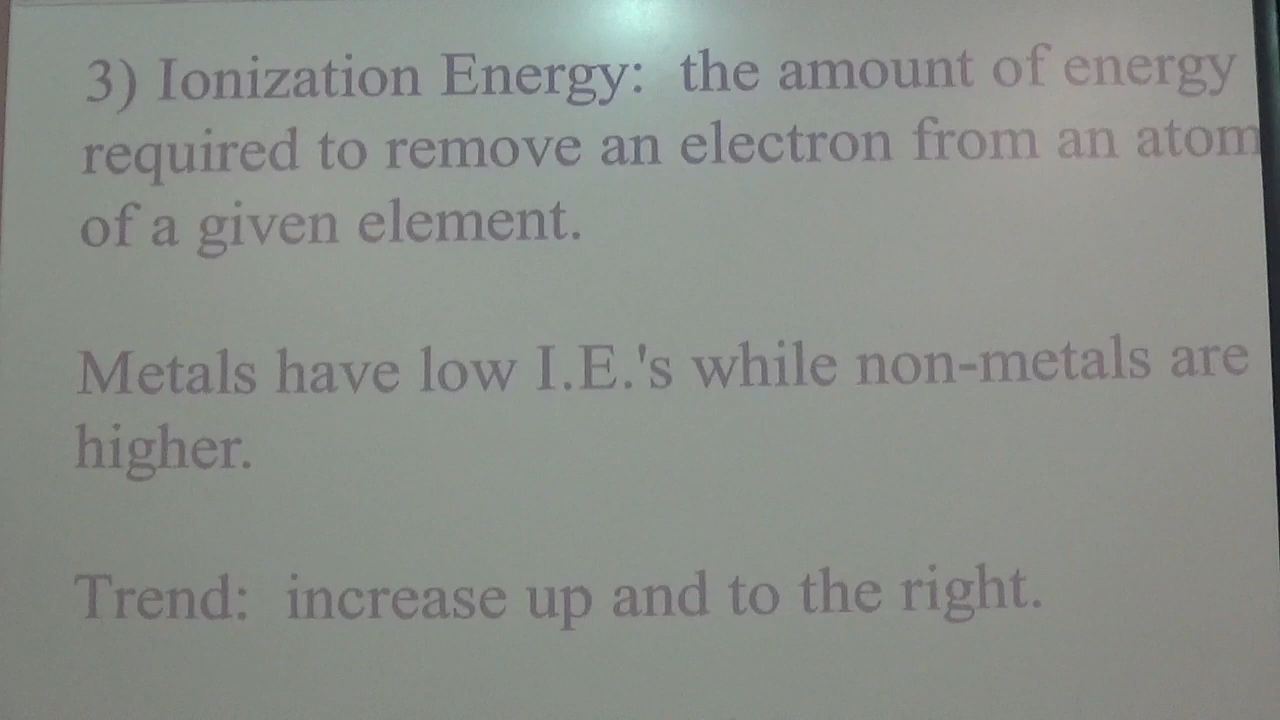 3) Ionization Energy: the amount of energy
required to remove an electron from an atom
of a given element.
Metals have low I.E.'s while non-metals are
higher.
Trend: increase up and to the right.